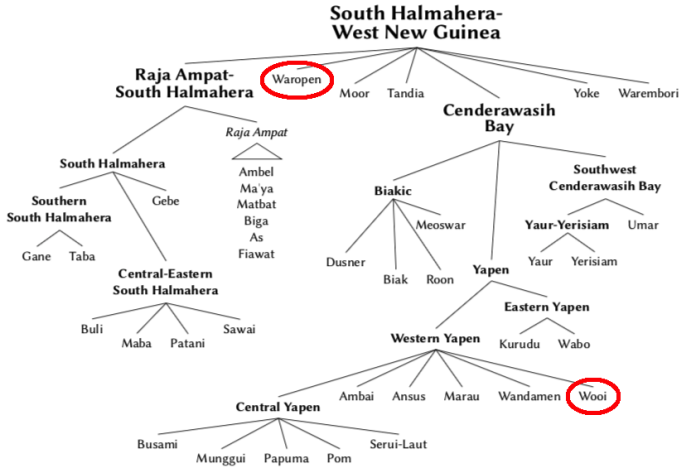 South Halmahera-
West New Guinea
Raja Ampat-
South Halmahera
Waropen
Moor
Tandia
Cenderawasih
Bay
Yoke
Warembori
South Halmahera
Raja Ampat
Ambel
Ma'ya
Matbat
Biga
As
Fiawat
Southern
South Halmahera
Gebe
Gane
Taba
Central-Eastern
South Halmahera
Buli
Maba
Patani
Sawai
Biakic
Dusner
Biak
Roon
Meoswar
Southwest
Cenderawasih Bay
Yaur-Yerisiam
Umar
Yaur
Yerisiam
Yapen
Eastern Yapen
Kurudu
Wabo
Western Yapen
Central Yapen
Ambai
Ansus
Marau
Wandamen
Wooi
Busami
Munggui
Papuma
Pom
Serui-Laut